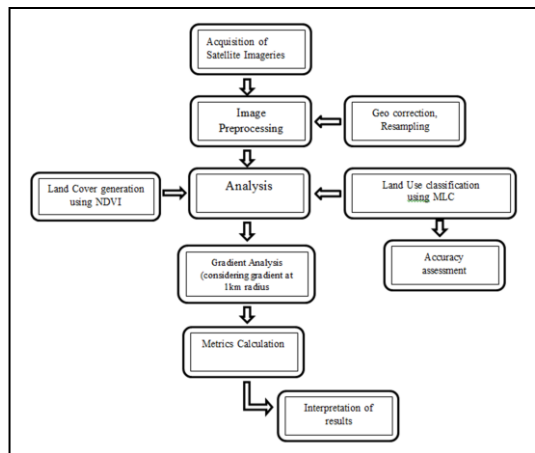 Acquisition of
Satellite Imageries
Image
Preprocessing
Geo correction,
Resampling
Land Cover generation
using NDVI
Analysis
Land Use classification
using MLC
Gradient Analysis
(considering gradient at
1km radius
Accuracy
assessment
Metrics Calculation
Interpretation of
results